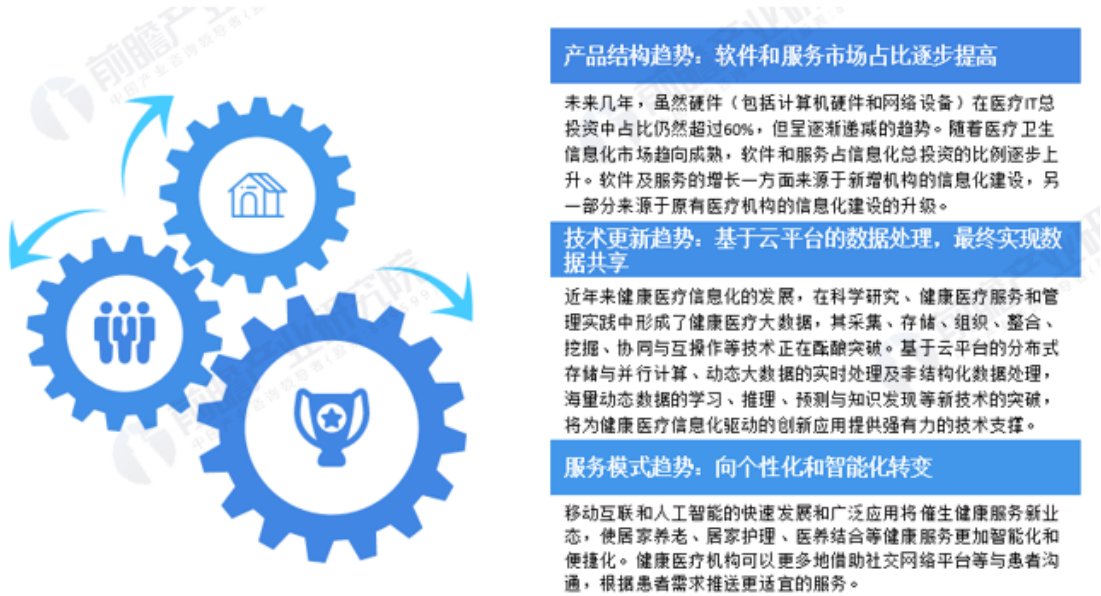 产品结构趋势：软件和服务市场占比逐步提高
未来几年，虽然硬件（包括计算机硬件和网络设备）在医疗IT总
投资中占比仍然超过60%，但呈逐渐递减的趋势。随着医疗卫生
信息化市场趋向成熟，软件和服务占信息化总投资的比例逐步上
升。软件及服务的增长一方面来源于新增机构的信息化建设，另
一部分来源于原有医疗机构的信息化建设的升级。
技术更新趋势：基于云平台的数据处理，最终实现数
据共享
近年来健康医疗信息化的发展，在科学研究、健康医疗服务和管
理实践中形成了健康医疗大数据，其采集、存储、组织、整合、
挖掘、协同与互操作等技术正在酝酿突破。基于云平台的分布式
存储与并行计算、动态大数据的实时处理及非结构化数据处理，
海量动态数据的学习、推理、预测与知识发现等新技术的突破，
将为健康医疗信息化驱动的创新应用提供强有力的技术支撑。
服务模式趋势：向个性化和智能化转变
移动互联和人工智能的快速发展和广泛应用将催生健康服务新业
态，使居家养老、居家护理、医养结合等健康服务更加智能化和
便捷化。健康医疗机构可以更多地借助社交网络平台等与患者沟
通，根据患者需求推送更适宜的服务。
前瞻产业研究院